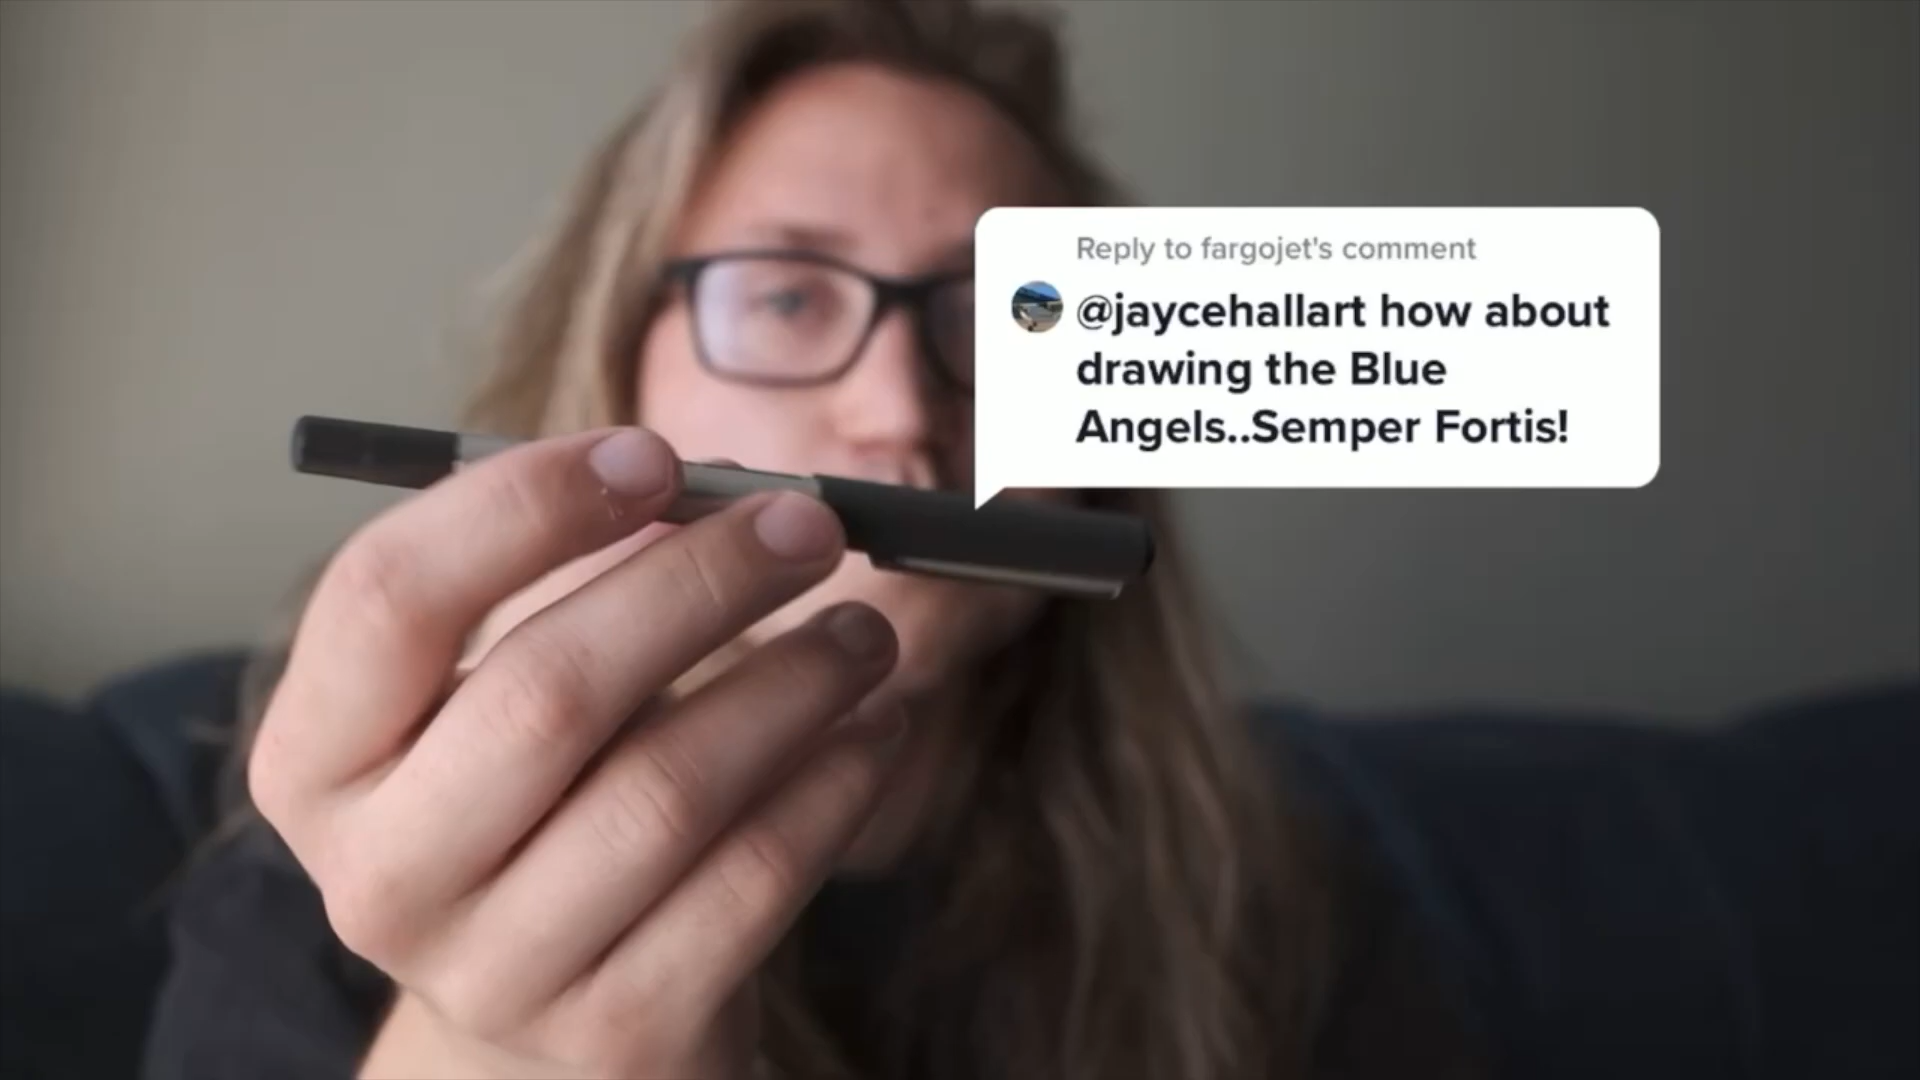 Reply to fargojet's comment
@jaycehallart how about
drawing the Blue
Angels..Semper Fortis!